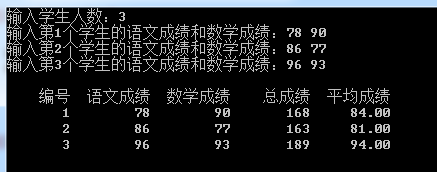 输入学生人数：3
输入第1个学生的语文成绩和数学成绩：78 90
输入第2个学生的语文成绩和数学成绩：86 77
输入第3个学生的语文成绩和数学成绩：96 93
编号 语文成绩 数学成绩 总成绩 平均成绩
1 78 90 168 84.00
2 86 77 163 81.00
3 96 93 189 94.00